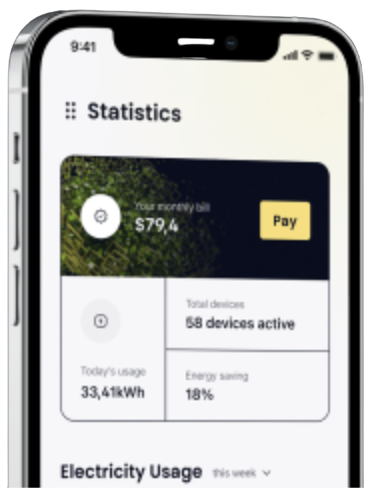 9:41
Statistics
Your monthly bill
$79,4
Pay
Total devices
58 devices active
Today's usage
33,41kWh
Energy saving
18%
Electricity Usage this week